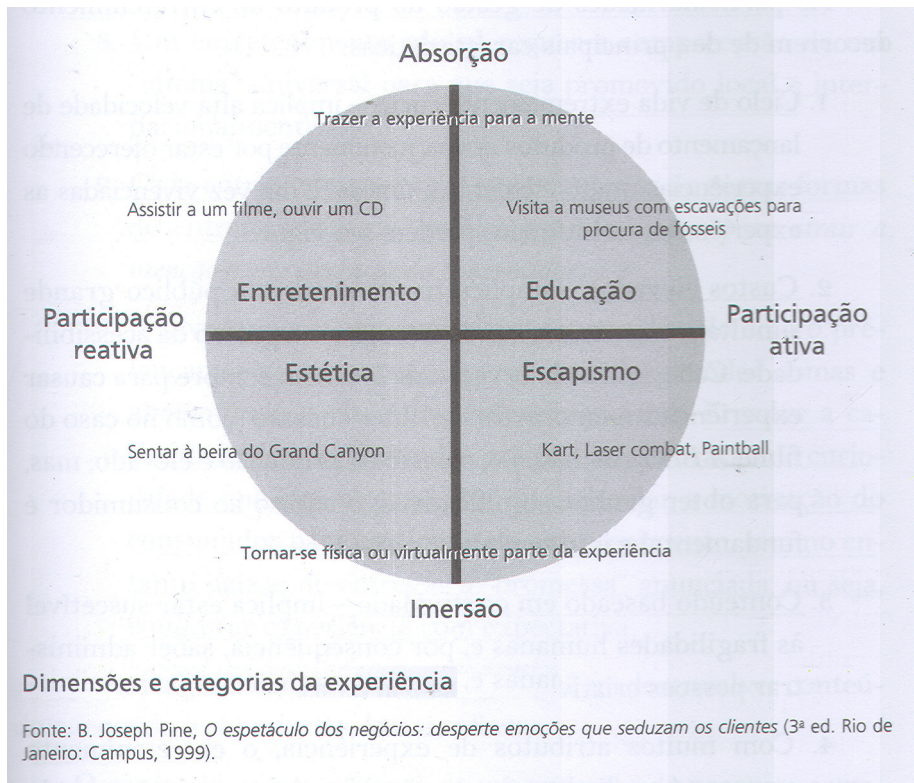 Absorção
Trazer a experiência para a mente
Assistir a um filme, ouvir um CD
Visita a museus com escavações para
procura de fósseis
Entretenimento
Educação
Participação
reativa
Participação
ativa
Estética
Escapismo
Sentar à beira do Grand Canyon
Kart, Laser combat, Paintball
Tornar-se física ou virtualmente parte da experiência
Imersão
Dimensões e categorias da experiência
Fonte: B. Joseph Pine, O espetáculo dos negócios: desperte emoções que seduzam os clientes (3ª ed. Rio de
Janeiro: Campus, 1999).